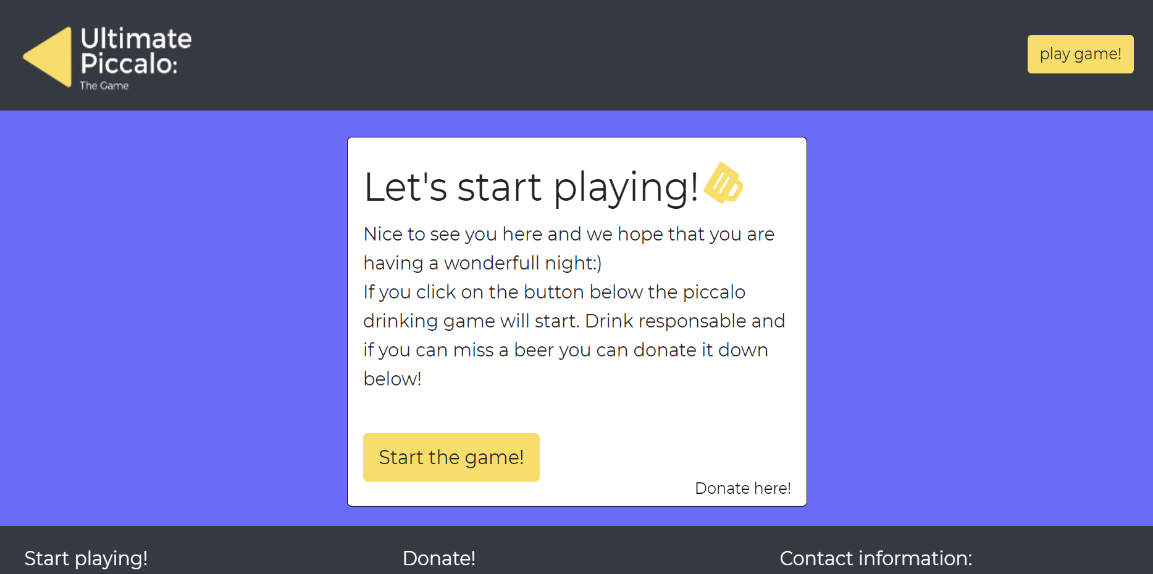 Ultimate
Piccalo:
The Game
play game!
Let's start playing!
Nice to see you here and we hope that you are
having a wonderfull night:)
If you click on the button below the piccalo
drinking game will start. Drink responsable and
if you can miss a beer you can donate it down
below!
Start the game!
Donate here!
Start playing!
Donate!
Contact information: